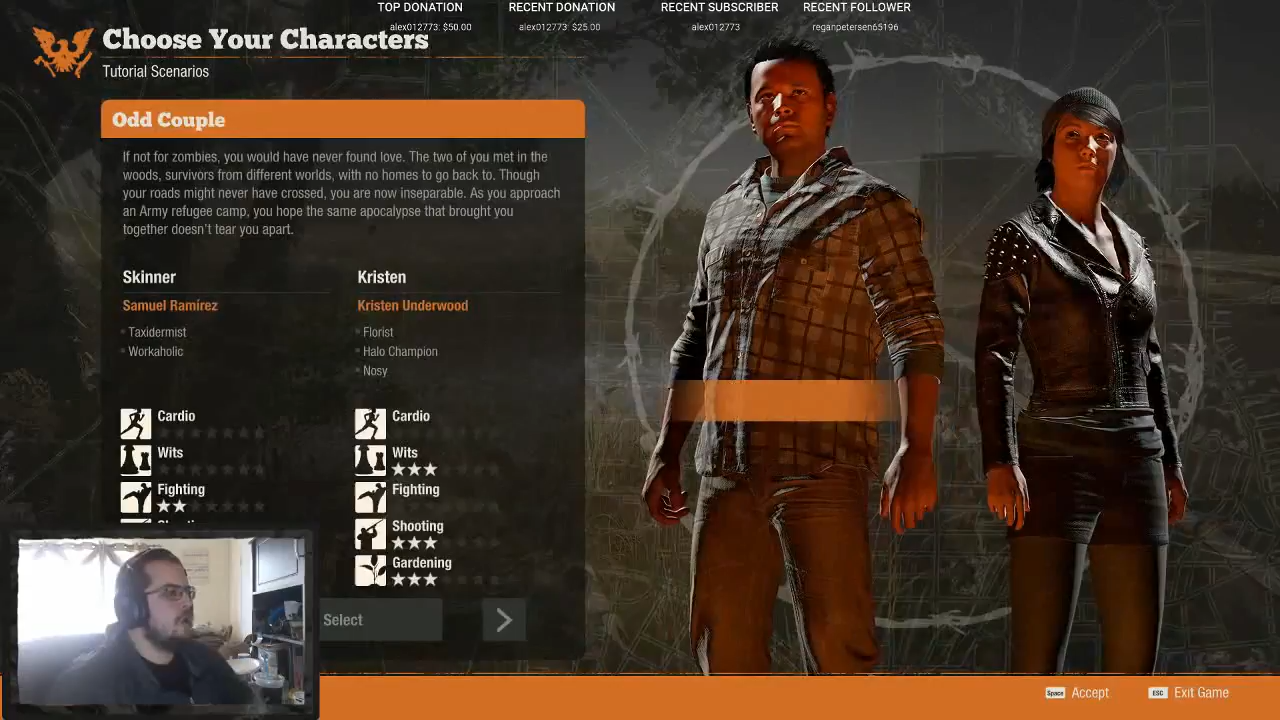 TOP DONATION
alex012773: $50.00
RECENT DONATION
alex012773: $25.00
RECENT SUBSCRIBER
alex012773
RECENT FOLLOWER
reganpetersen65196
Choose Your Characters
Tutorial Scenarios
Odd Couple
If not for zombies, you would have never found love. The two of you met in the
woods, survivors from different worlds, with no homes to go back to. Though
your roads might never have crossed, you are now inseparable. As you approach
an Army refugee camp, you hope the same apocalypse that brought you
together doesn't tear you apart.
Skinner
Samuel Ramírez
Taxidermist
Workaholic
Cardio
Wits
Fighting
Kristen
Kristen Underwood
Florist
Halo Champion
Nosy
Cardio
Wits
Fighting
Shooting
Gardening
Select
Space Accept
ESC Exit Game